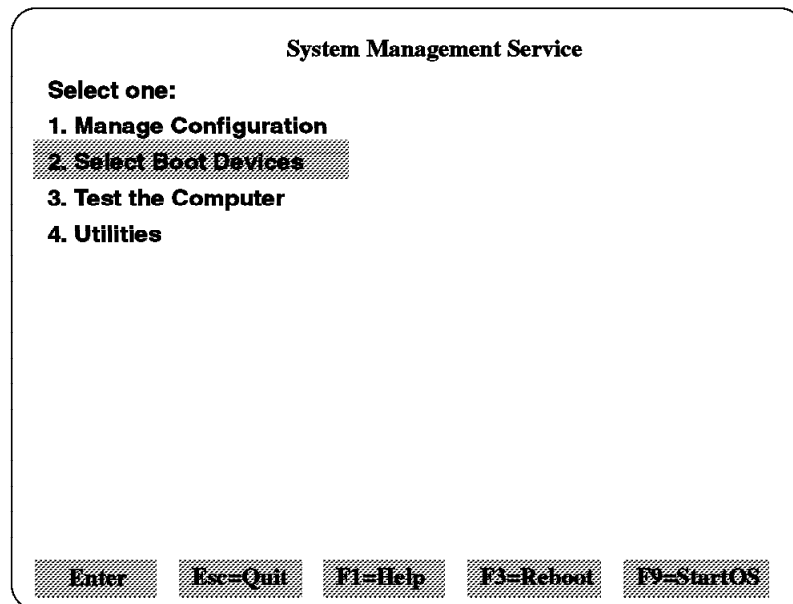 System Management Service
Select one:
1. Manage Configuration
2. Select Boot Devices
3. Test the Computer
4. Utilities
Enter Esc=Quit F1=Help F3=Reboot F9=StartOS